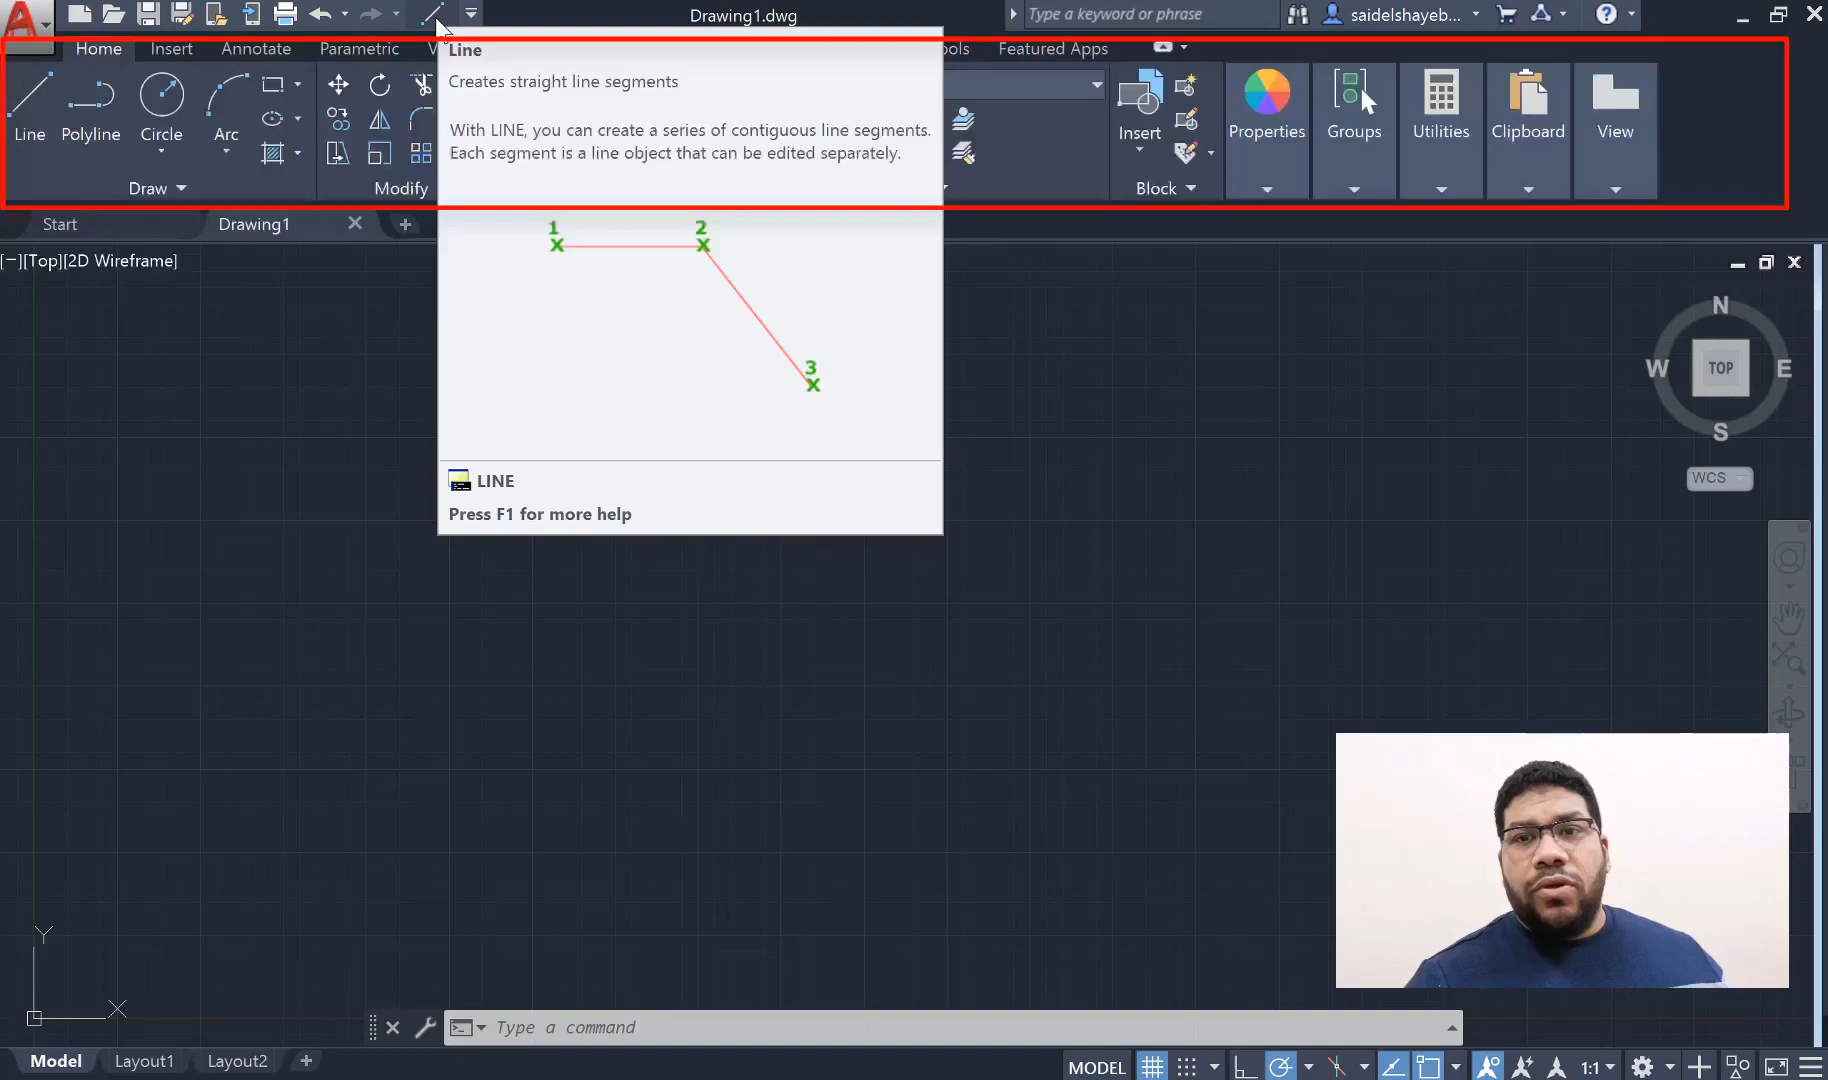 Drawing1.dwg
Type a keyword or phrase
saidelshayeb...
Home
Insert
Annotate
Parametric
V
ols
Featured Apps
Line
Creates straight line segments
With LINE, you can create a series of contiguous line segments.
Each segment is a line object that can be edited separately.
1
2
3
LINE
Press F1 for more help
Line
Polyline
Circle
Arc
Draw
Modify
Insert
Block
Properties
Groups
Utilities
Clipboard
View
Start
Drawing1
[−][Top][2D Wireframe]
N
W
TOP
E
S
WCS
Y
X
Type a command
Model
Layout1
Layout2
MODEL
1:1